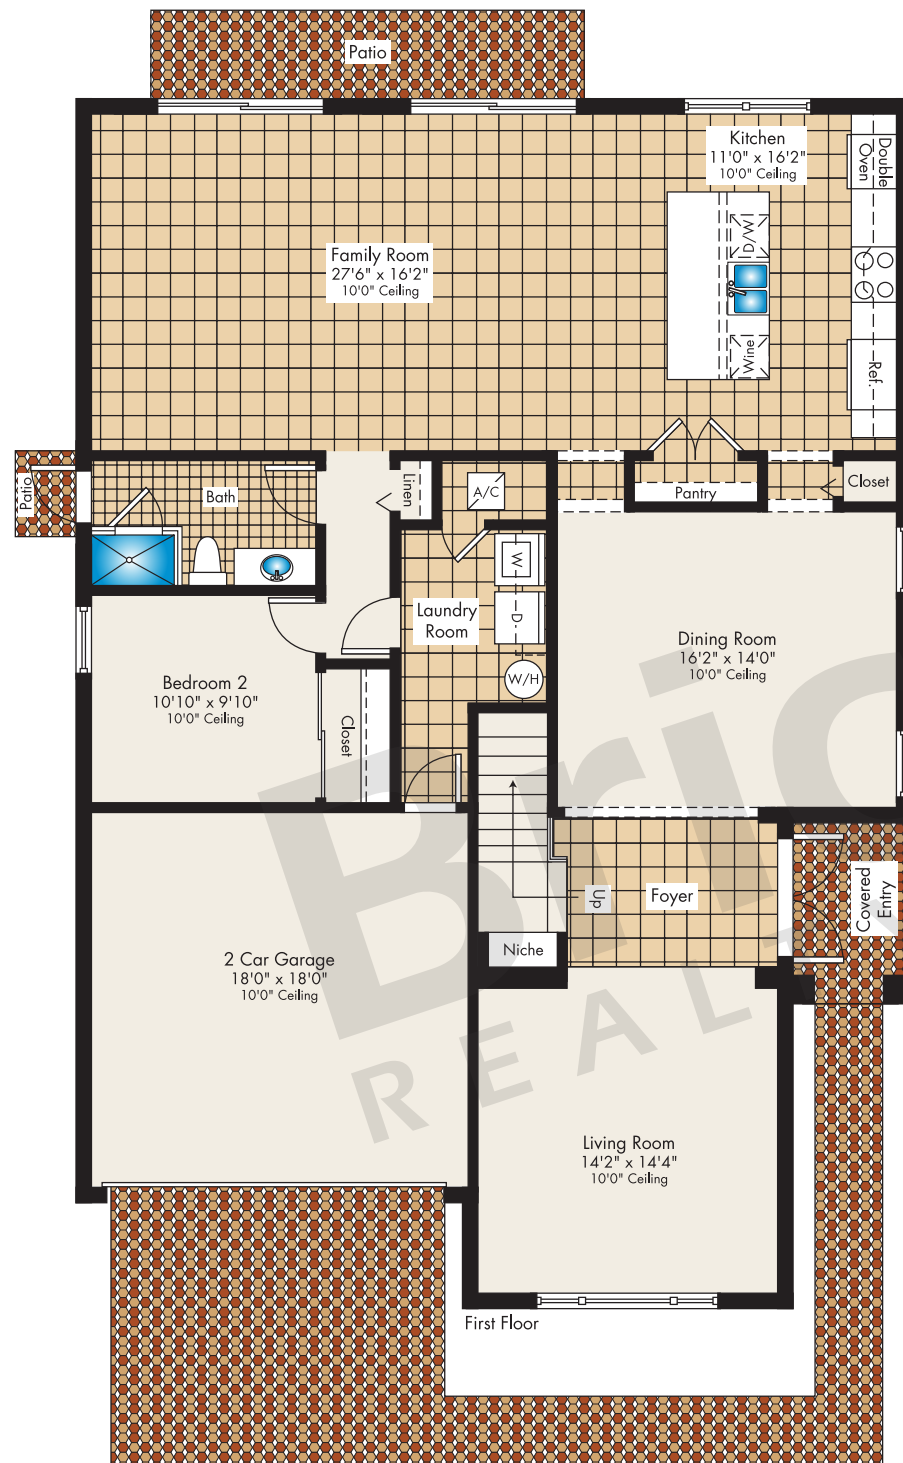 Patio
Kitchen
11'0" x 16'2"
10'0" Ceiling
Double
Oven
Family Room
27'6" x 16'2"
10'0" Ceiling
D/W
Wine
Ref.
Patio
Bath
Linen
A/C
Pantry
Closet
W
D
Laundry
Room
W/H
Dining Room
16'2" x 14'0"
10'0" Ceiling
Bedroom 2
10'10" x 9'10"
10'0" Ceiling
Closet
Up
Foyer
Covered
Entry
Niche
2 Car Garage
18'0" x 18'0"
10'0" Ceiling
Living Room
14'2" x 14'4"
10'0" Ceiling
First Floor